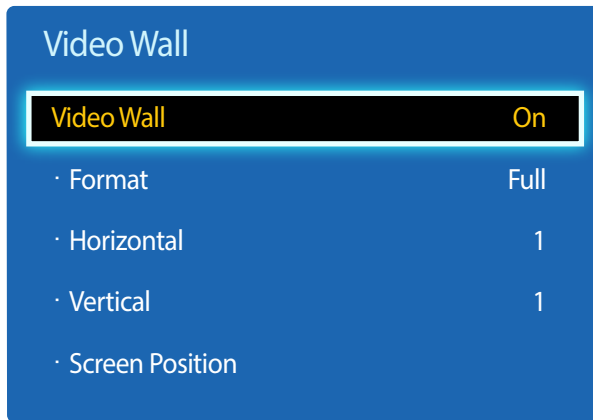 Video Wall
Video Wall On
· Format Full
· Horizontal 1
· Vertical 1
· Screen Position